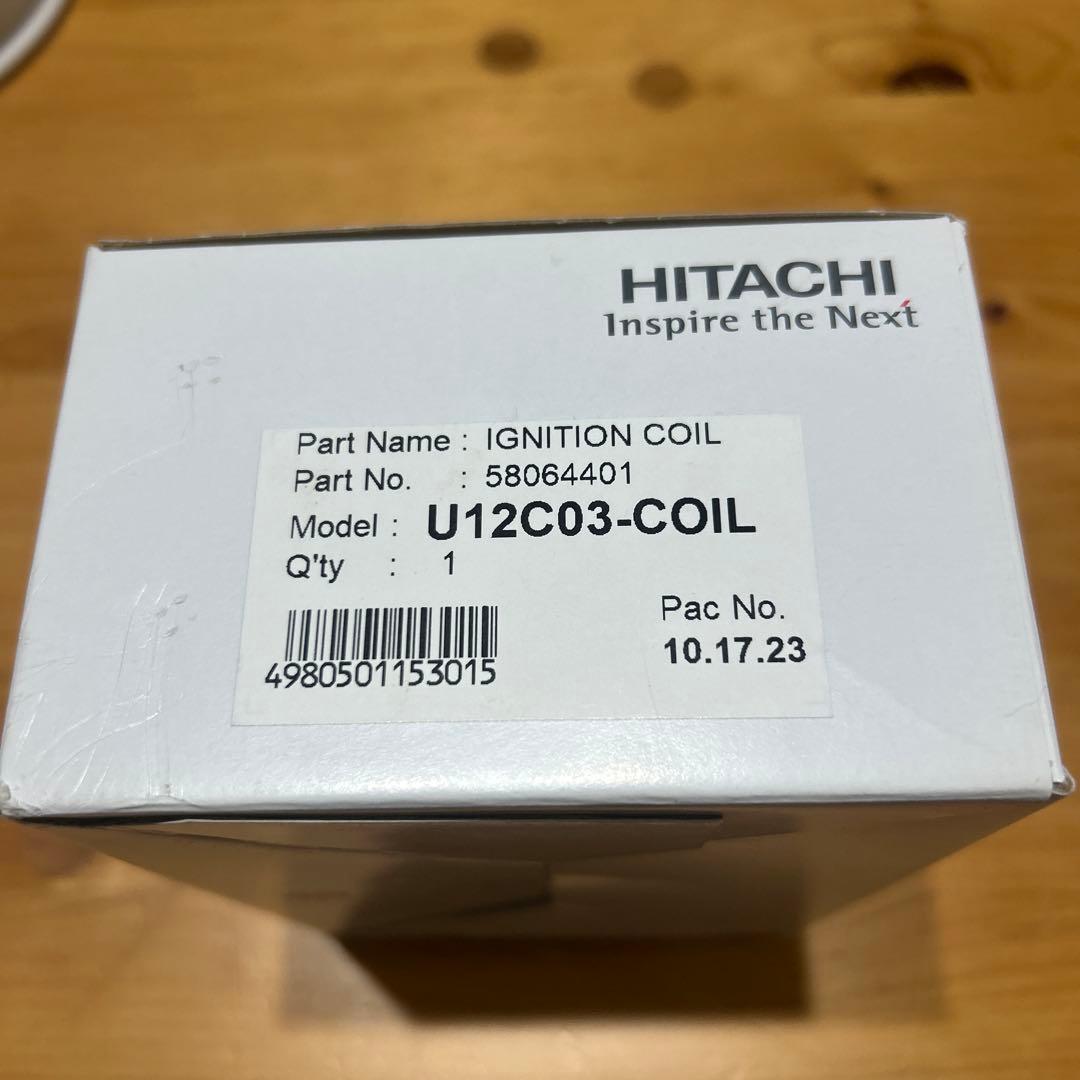 HITACHI
Inspire the Next
Part Name : IGNITION COIL
Part No. : 58064401
Model : U12C03-COIL
Q'ty : 1
Pac No.
10.17.23
4980501153015